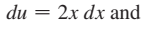 du = 2x dx and